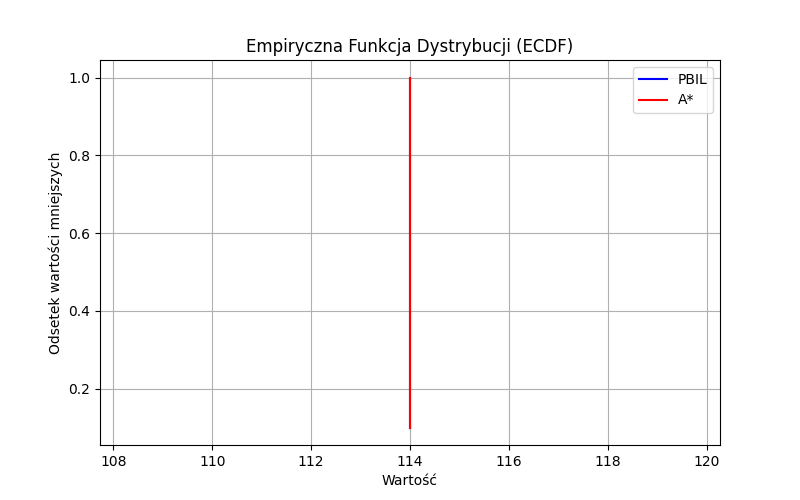 Empiryczna Funkcja Dystrybucji (ECDF)
PBIL
A*
1.0
0.8
0.6
0.4
0.2
Odsetek wartości mniejszych
108 110 112 114 116 118 120
Wartość